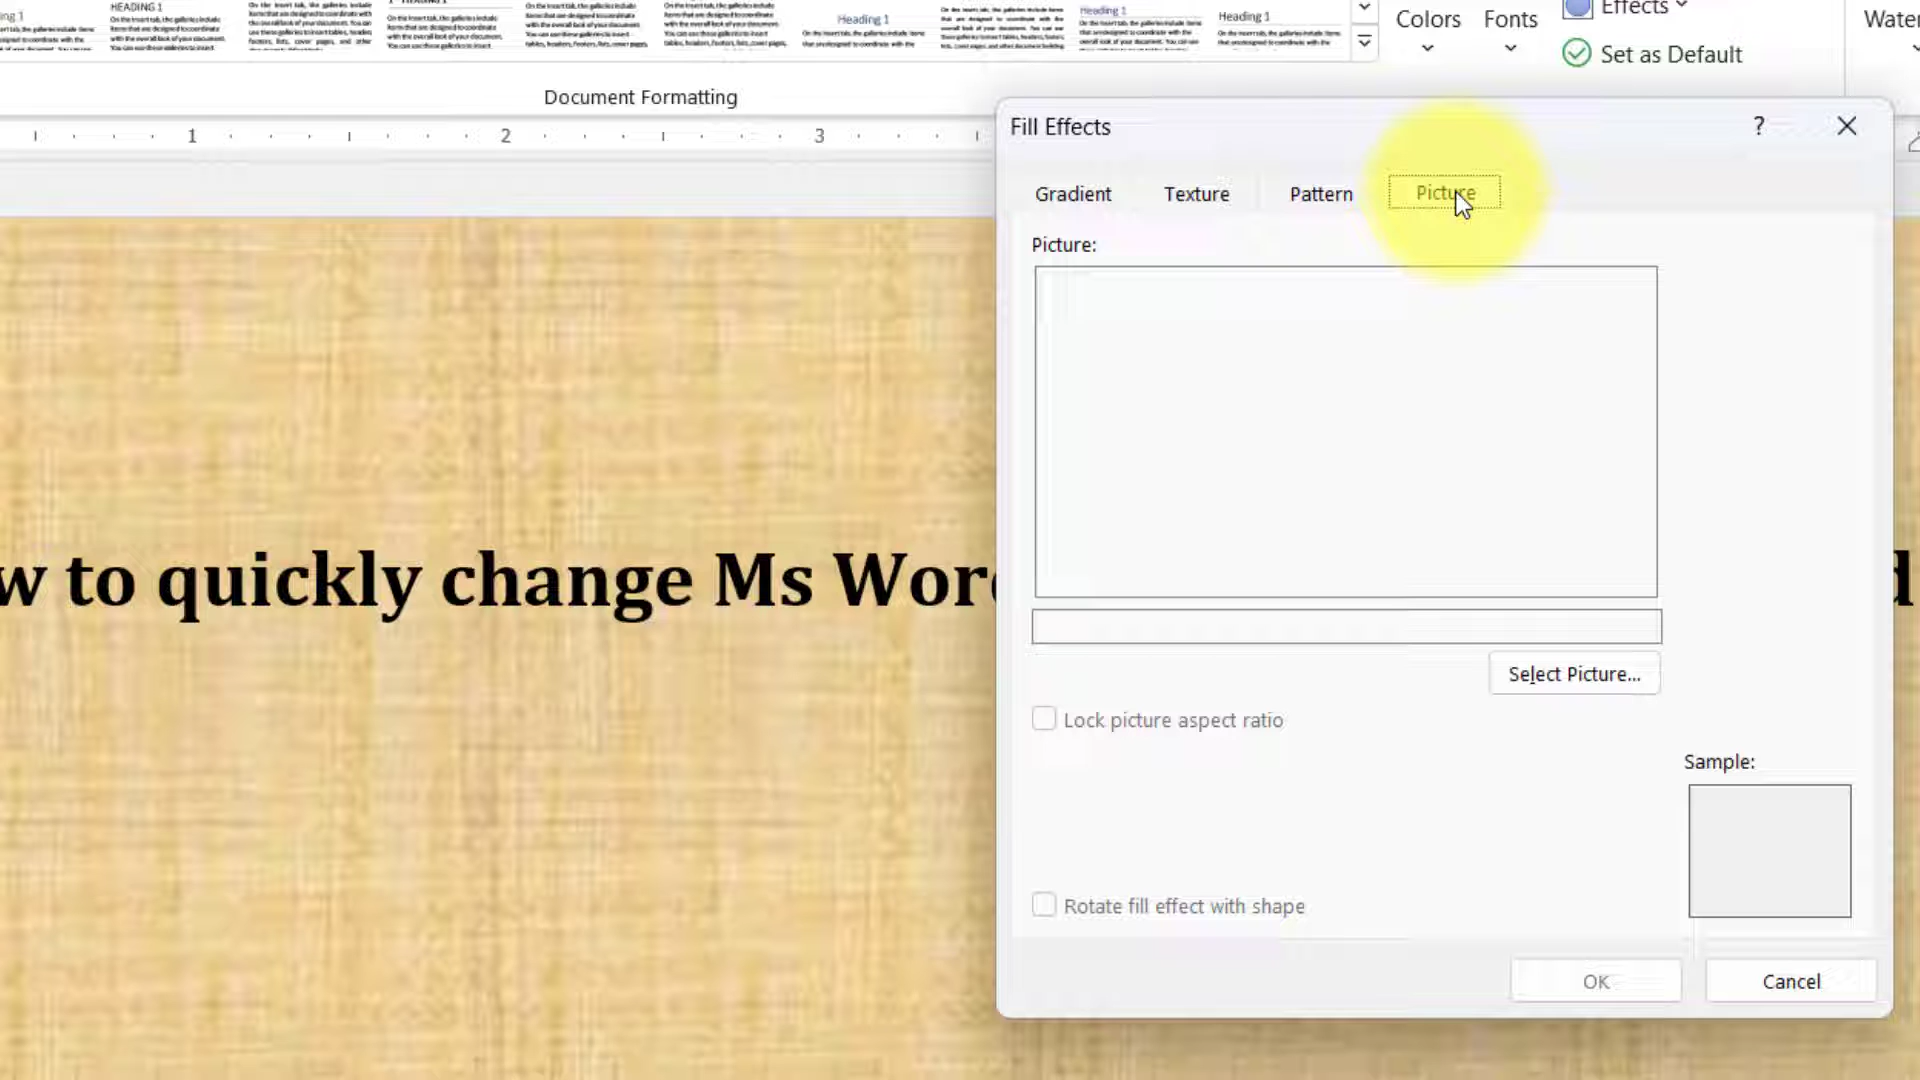 HEADING 1
Heading 1
Heading 1
Heading 1
Colors
Fonts
Effects
Set as Default
Document Formatting
1
2
3
Fill Effects
?
Gradient
Texture
Pattern
Picture
Picture:
w to quickly change Ms Wor
d
Select Picture...
Lock picture aspect ratio
Sample:
Rotate fill effect with shape
OK
Cancel